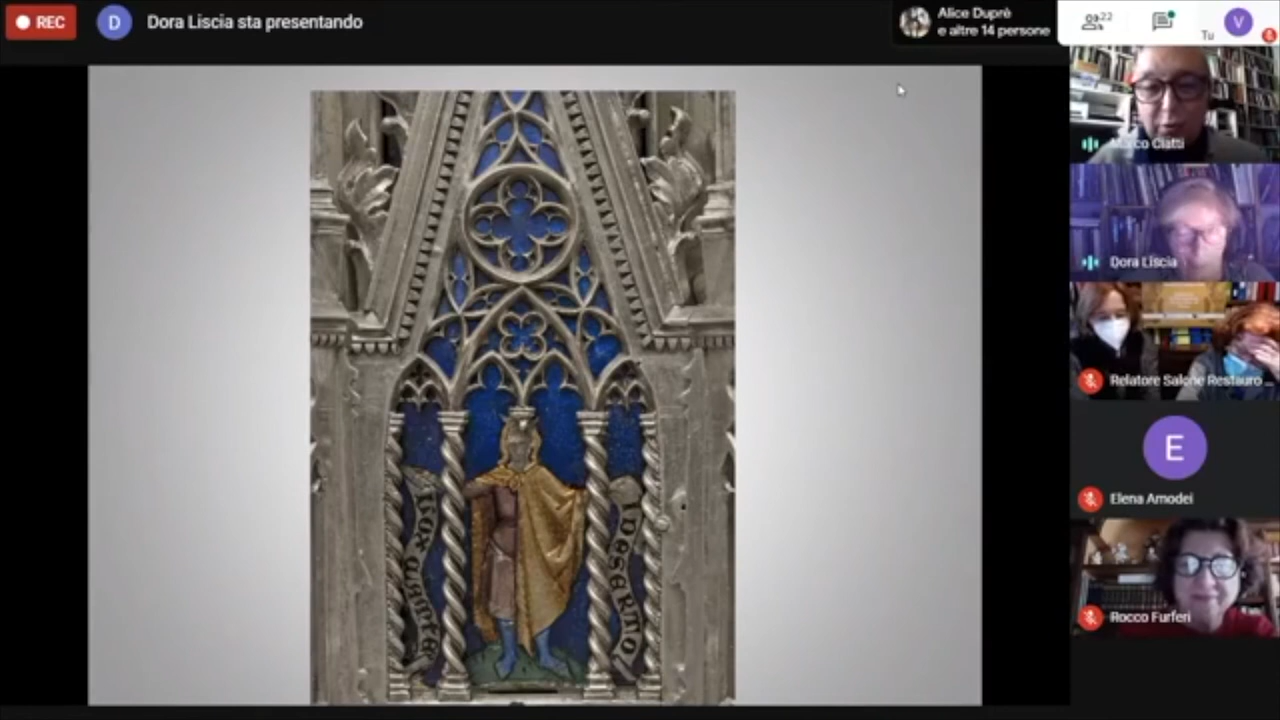 REC
D
Dora Liscia sta presentando
Alice Duprè
e altre 14 persone
22
Tu
V
Marco Ciatti
Dora Liscia
Relatore Salone Restauro ...
E
Elena Amodei
Rocco Furferi